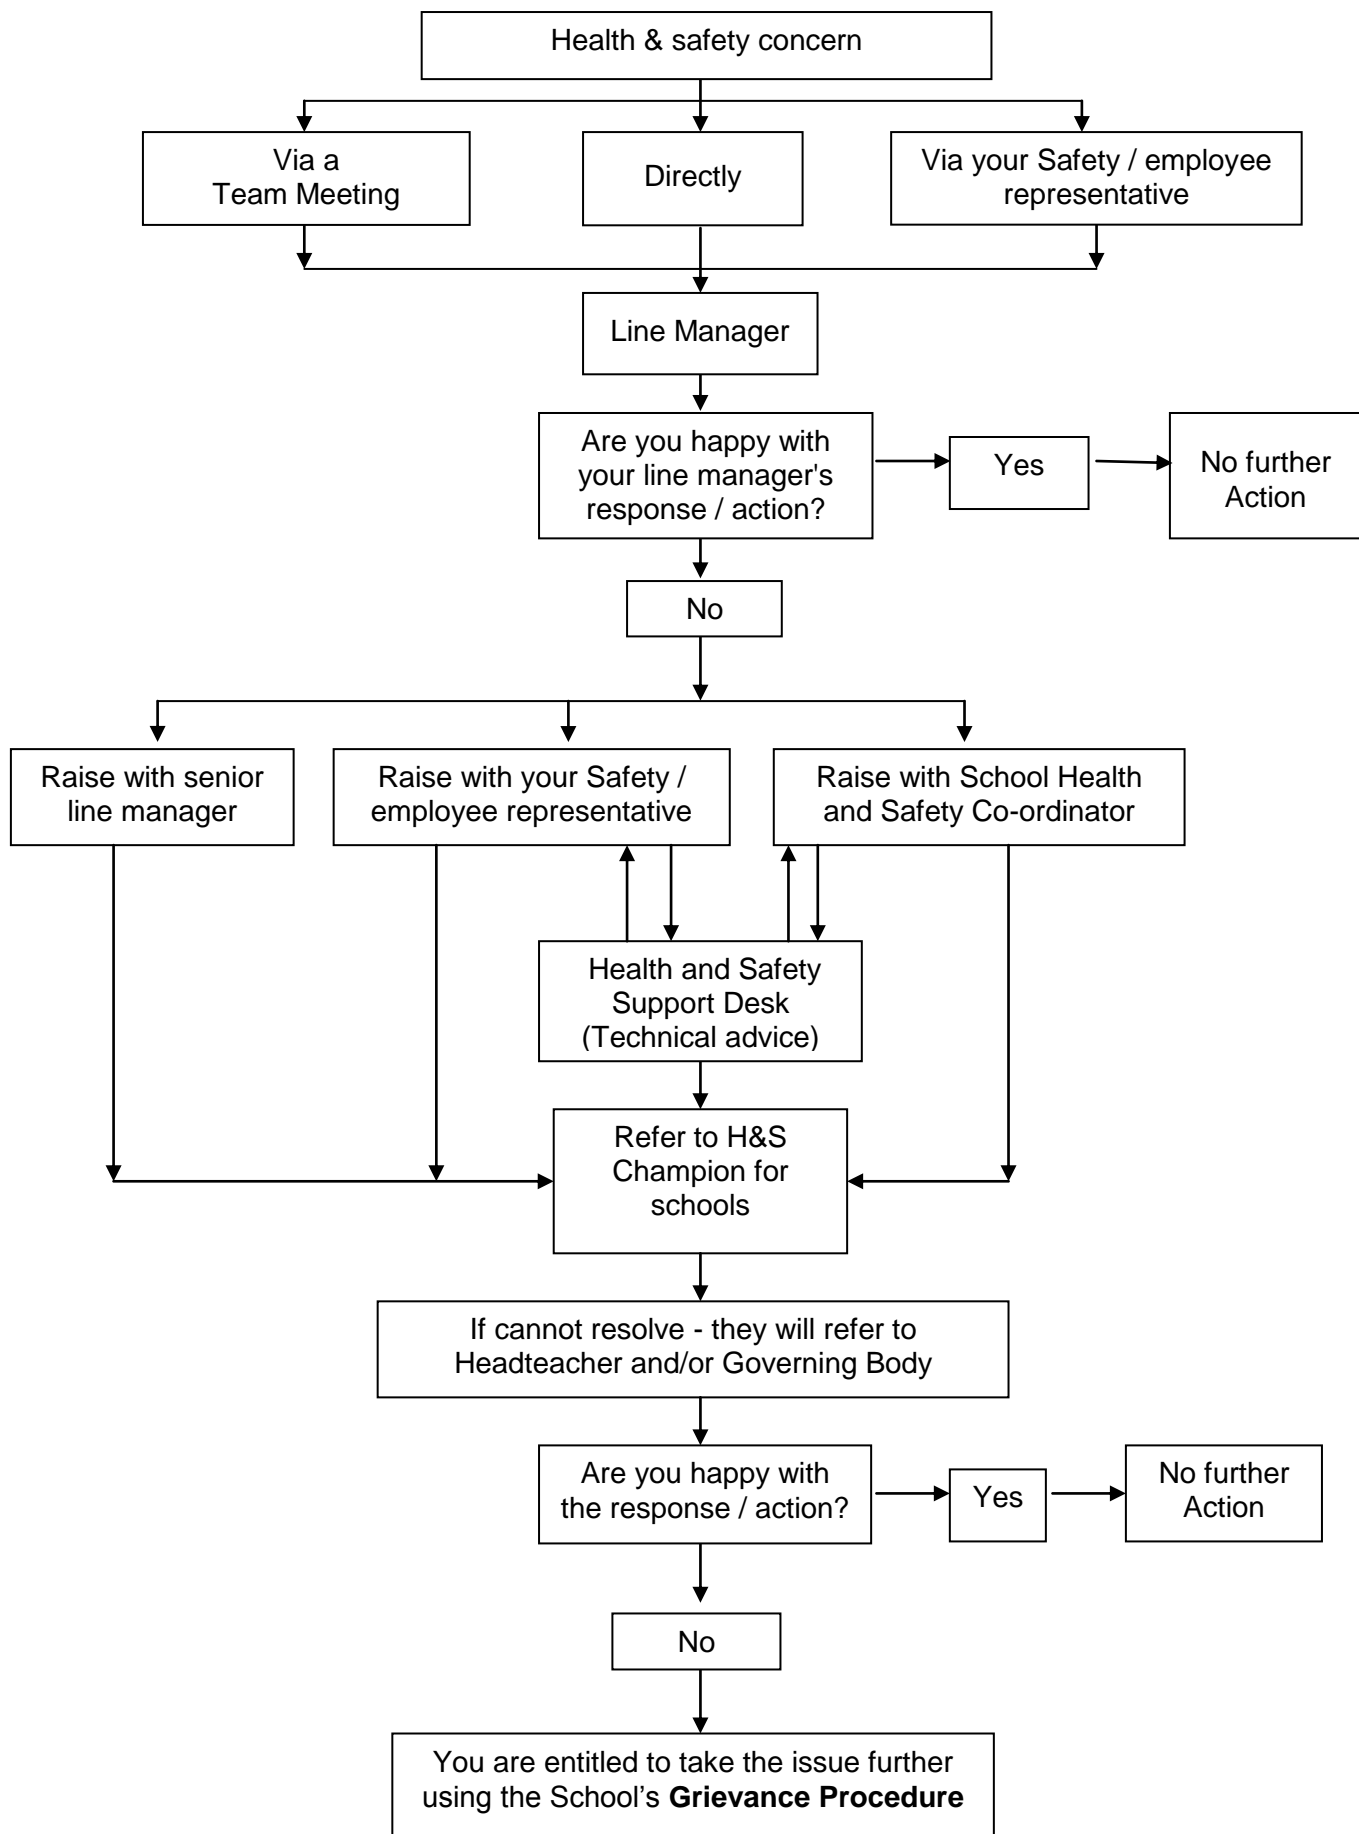 Health & safety concern
Via a
Team Meeting
Directly
Via your Safety / employee
representative
Line Manager
Are you happy with
your line manager's
response / action?
Yes
No further
Action
No
Raise with senior
line manager
Raise with your Safety /
employee representative
Raise with School Health
and Safety Co-ordinator
Health and Safety
Support Desk
(Technical advice)
Refer to H&S
Champion for
schools
If cannot resolve - they will refer to
Headteacher and/or Governing Body
Are you happy with
the response / action?
Yes
No further
Action
No
You are entitled to take the issue further
using the School’s Grievance Procedure